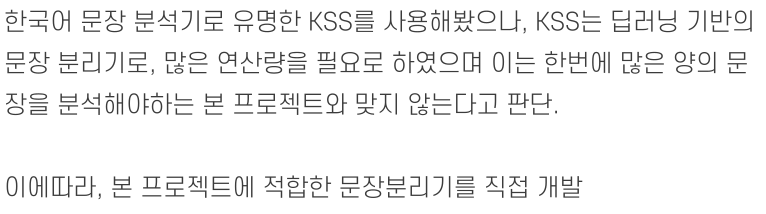 한국어 문장 분석기로 유명한 KSS를 사용해봤으나, KSS는 딥러닝 기반의
문장 분리기로, 많은 연산량을 필요로 하였으며 이는 한번에 많은 양의 문
장을 분석해야하는 본 프로젝트와 맞지 않는다고 판단.
이에따라, 본 프로젝트에 적합한 문장분리기를 직접 개발